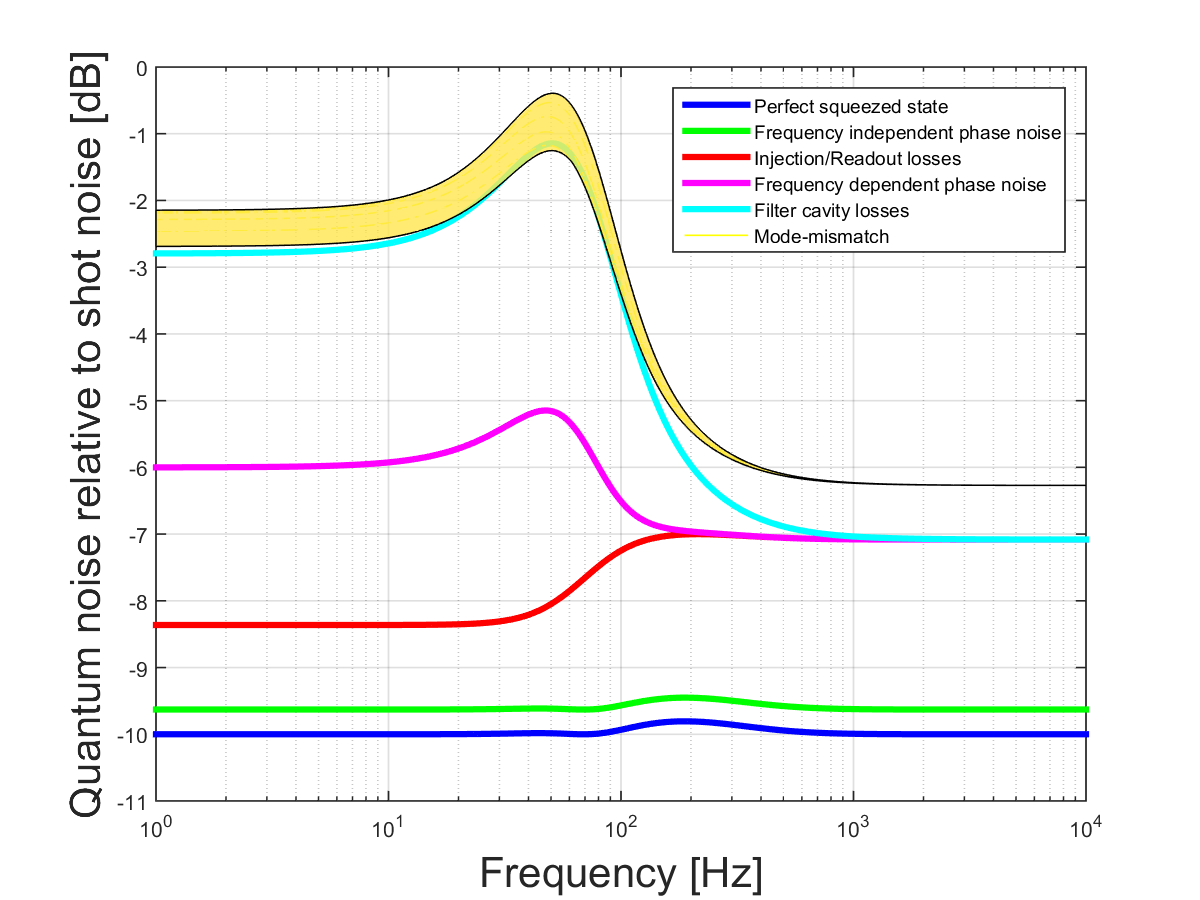 Quantum noise relative to shot noise [dB]
0
-1
-2
-3
-4
-5
-6
-7
-8
-9
-10
-11
Perfect squeezed state
Frequency independent phase noise
Injection/Readout losses
Frequency dependent phase noise
Filter cavity losses
Mode-mismatch
10^0 10^1 10^2 10^3 10^4
Frequency [Hz]